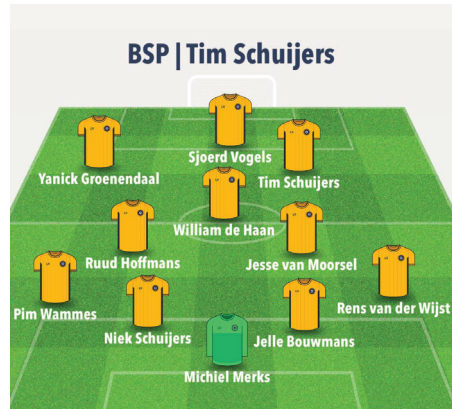 BSP | Tim Schuijers
Sjoerd Vogels
Yanick Groenendaal
Tim Schuijers
William de Haan
Ruud Hoffmans
Jesse van Moorsel
Pim Wammes
Rens van der Wijst
Niek Schuijers
Jelle Bouwmans
Michiel Merks